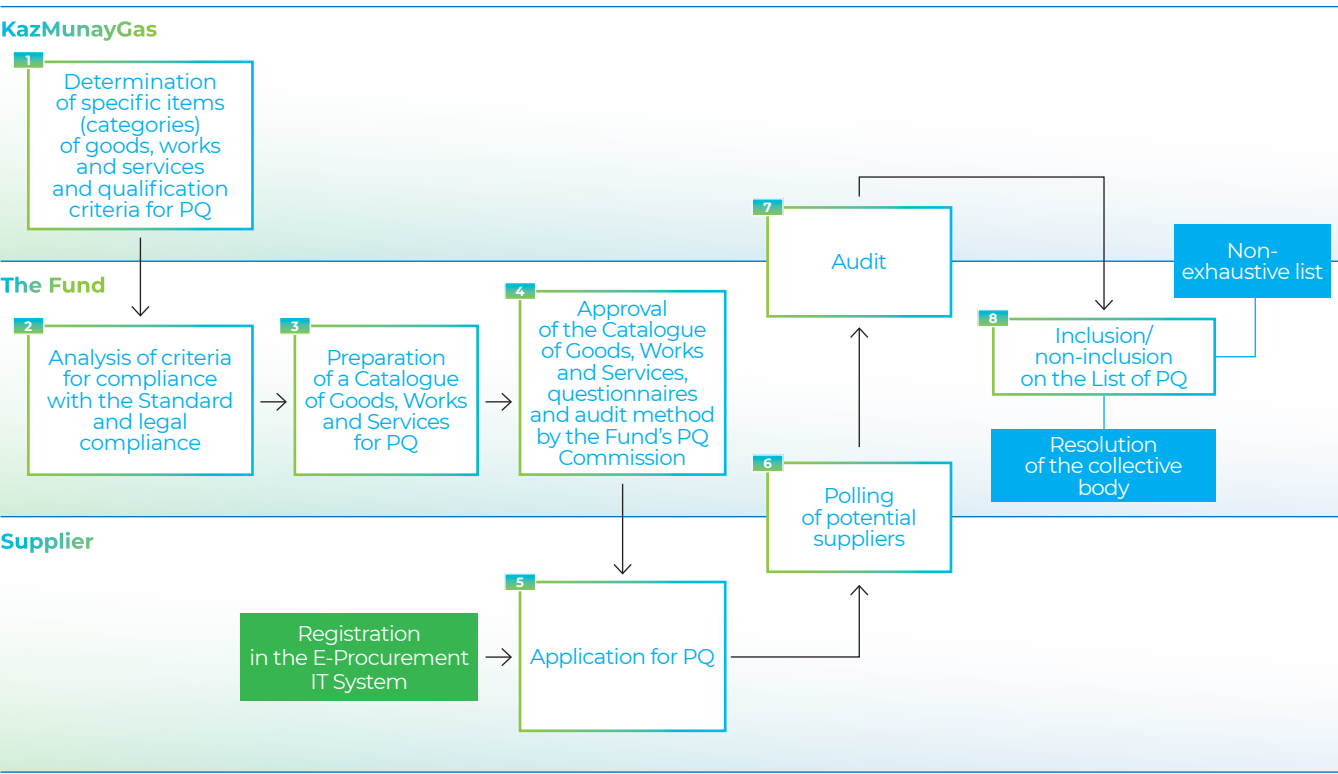 KazMunayGas
1
Determination
of specific items
(categories)
of goods, works
and services
and qualification
criteria for PQ
7
Audit
Non-
exhaustive list
The Fund
2
Analysis of criteria
for compliance
with the Standard
and legal
compliance
3
Preparation
of a Catalogue
of Goods, Works
and Services
for PQ
4
Approval
of the Catalogue
of Goods, Works
and Services,
questionnaires
and audit method
by the Fund's PQ
Commission
8
Inclusion/
non-inclusion
on the List of PQ
Resolution
of the collective
body
6
Polling
of potential
suppliers
Supplier
5
Application for PQ
Registration
in the E-Procurement
IT System